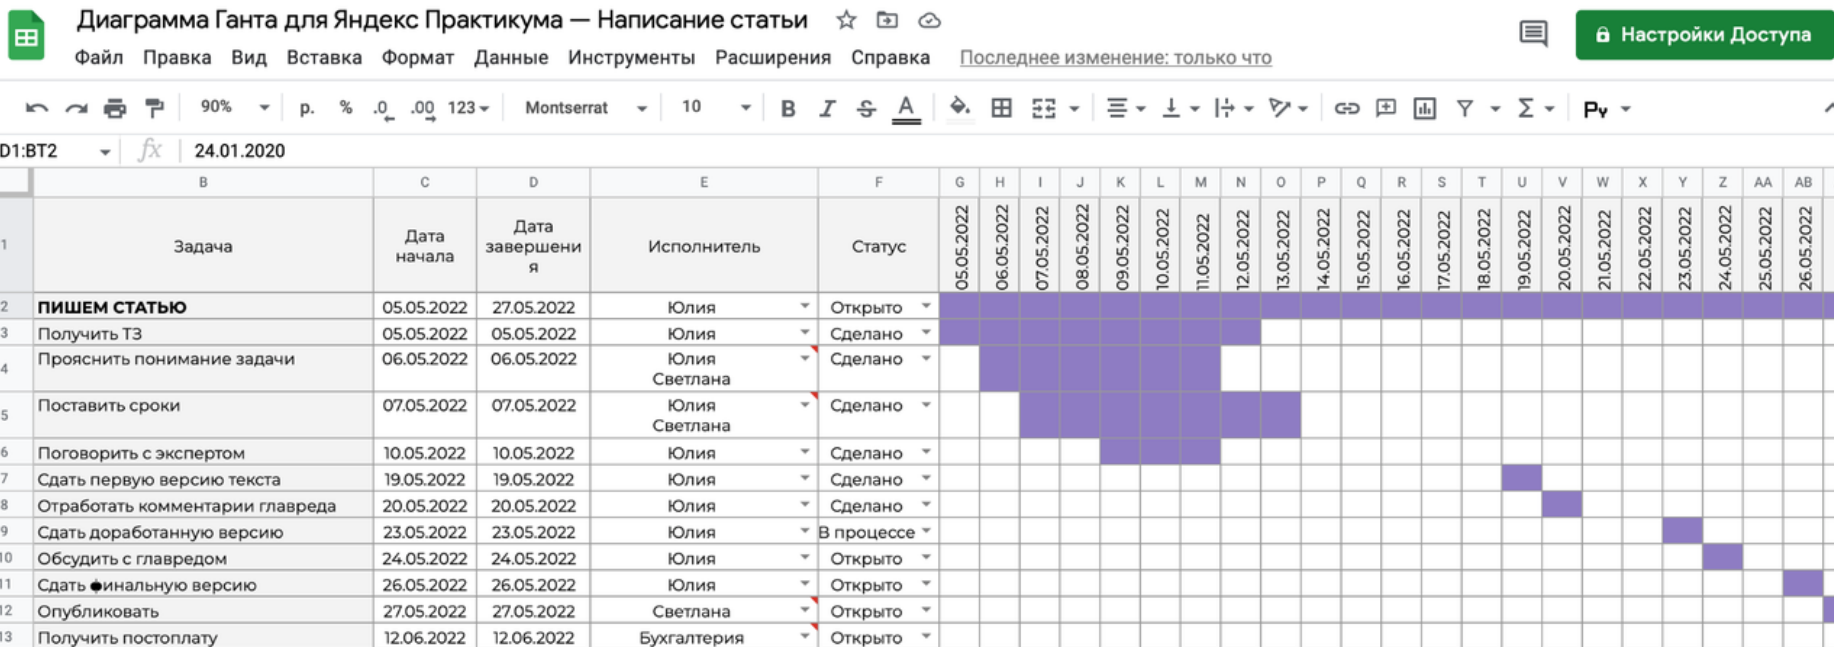 Диаграмма Ганта для Яндекс Практикума — Написание статьи
Файл Правка Вид Вставка Формат Данные Инструменты Расширения Справка Последнее изменение: только что
Настройки Доступа
90% р. % .0 .00 123 Montserrat 10 B I S A Σ Py
D1:BT2 fx 24.01.2020
B C D E F G H I J K L M N O P Q R S T U V W X Y Z AA AB
1 Задача Дата начала Дата завершения Исполнитель Статус 05.05.2022 06.05.2022 07.05.2022 08.05.2022 09.05.2022 10.05.2022 11.05.2022 12.05.2022 13.05.2022 14.05.2022 15.05.2022 16.05.2022 17.05.2022 18.05.2022 19.05.2022 20.05.2022 21.05.2022 22.05.2022 23.05.2022 24.05.2022 25.05.2022 26.05.2022
2 ПИШЕМ СТАТЬЮ 05.05.2022 27.05.2022 Юлия Открыто
3 Получить ТЗ 05.05.2022 05.05.2022 Юлия Сделано
4 Прояснить понимание задачи 06.05.2022 06.05.2022 Юлия Светлана Сделано
5 Поставить сроки 07.05.2022 07.05.2022 Юлия Светлана Сделано
6 Поговорить с экспертом 10.05.2022 10.05.2022 Юлия Сделано
7 Сдать первую версию текста 19.05.2022 19.05.2022 Юлия Сделано
8 Отработать комментарии главреда 20.05.2022 20.05.2022 Юлия Сделано
9 Сдать доработанную версию 23.05.2022 23.05.2022 Юлия В процессе
10 Обсудить с главредом 24.05.2022 24.05.2022 Юлия Открыто
11 Сдать финальную версию 26.05.2022 26.05.2022 Юлия Открыто
12 Опубликовать 27.05.2022 27.05.2022 Светлана Открыто
13 Получить постоплату 12.06.2022 12.06.2022 Бухгалтерия Открыто